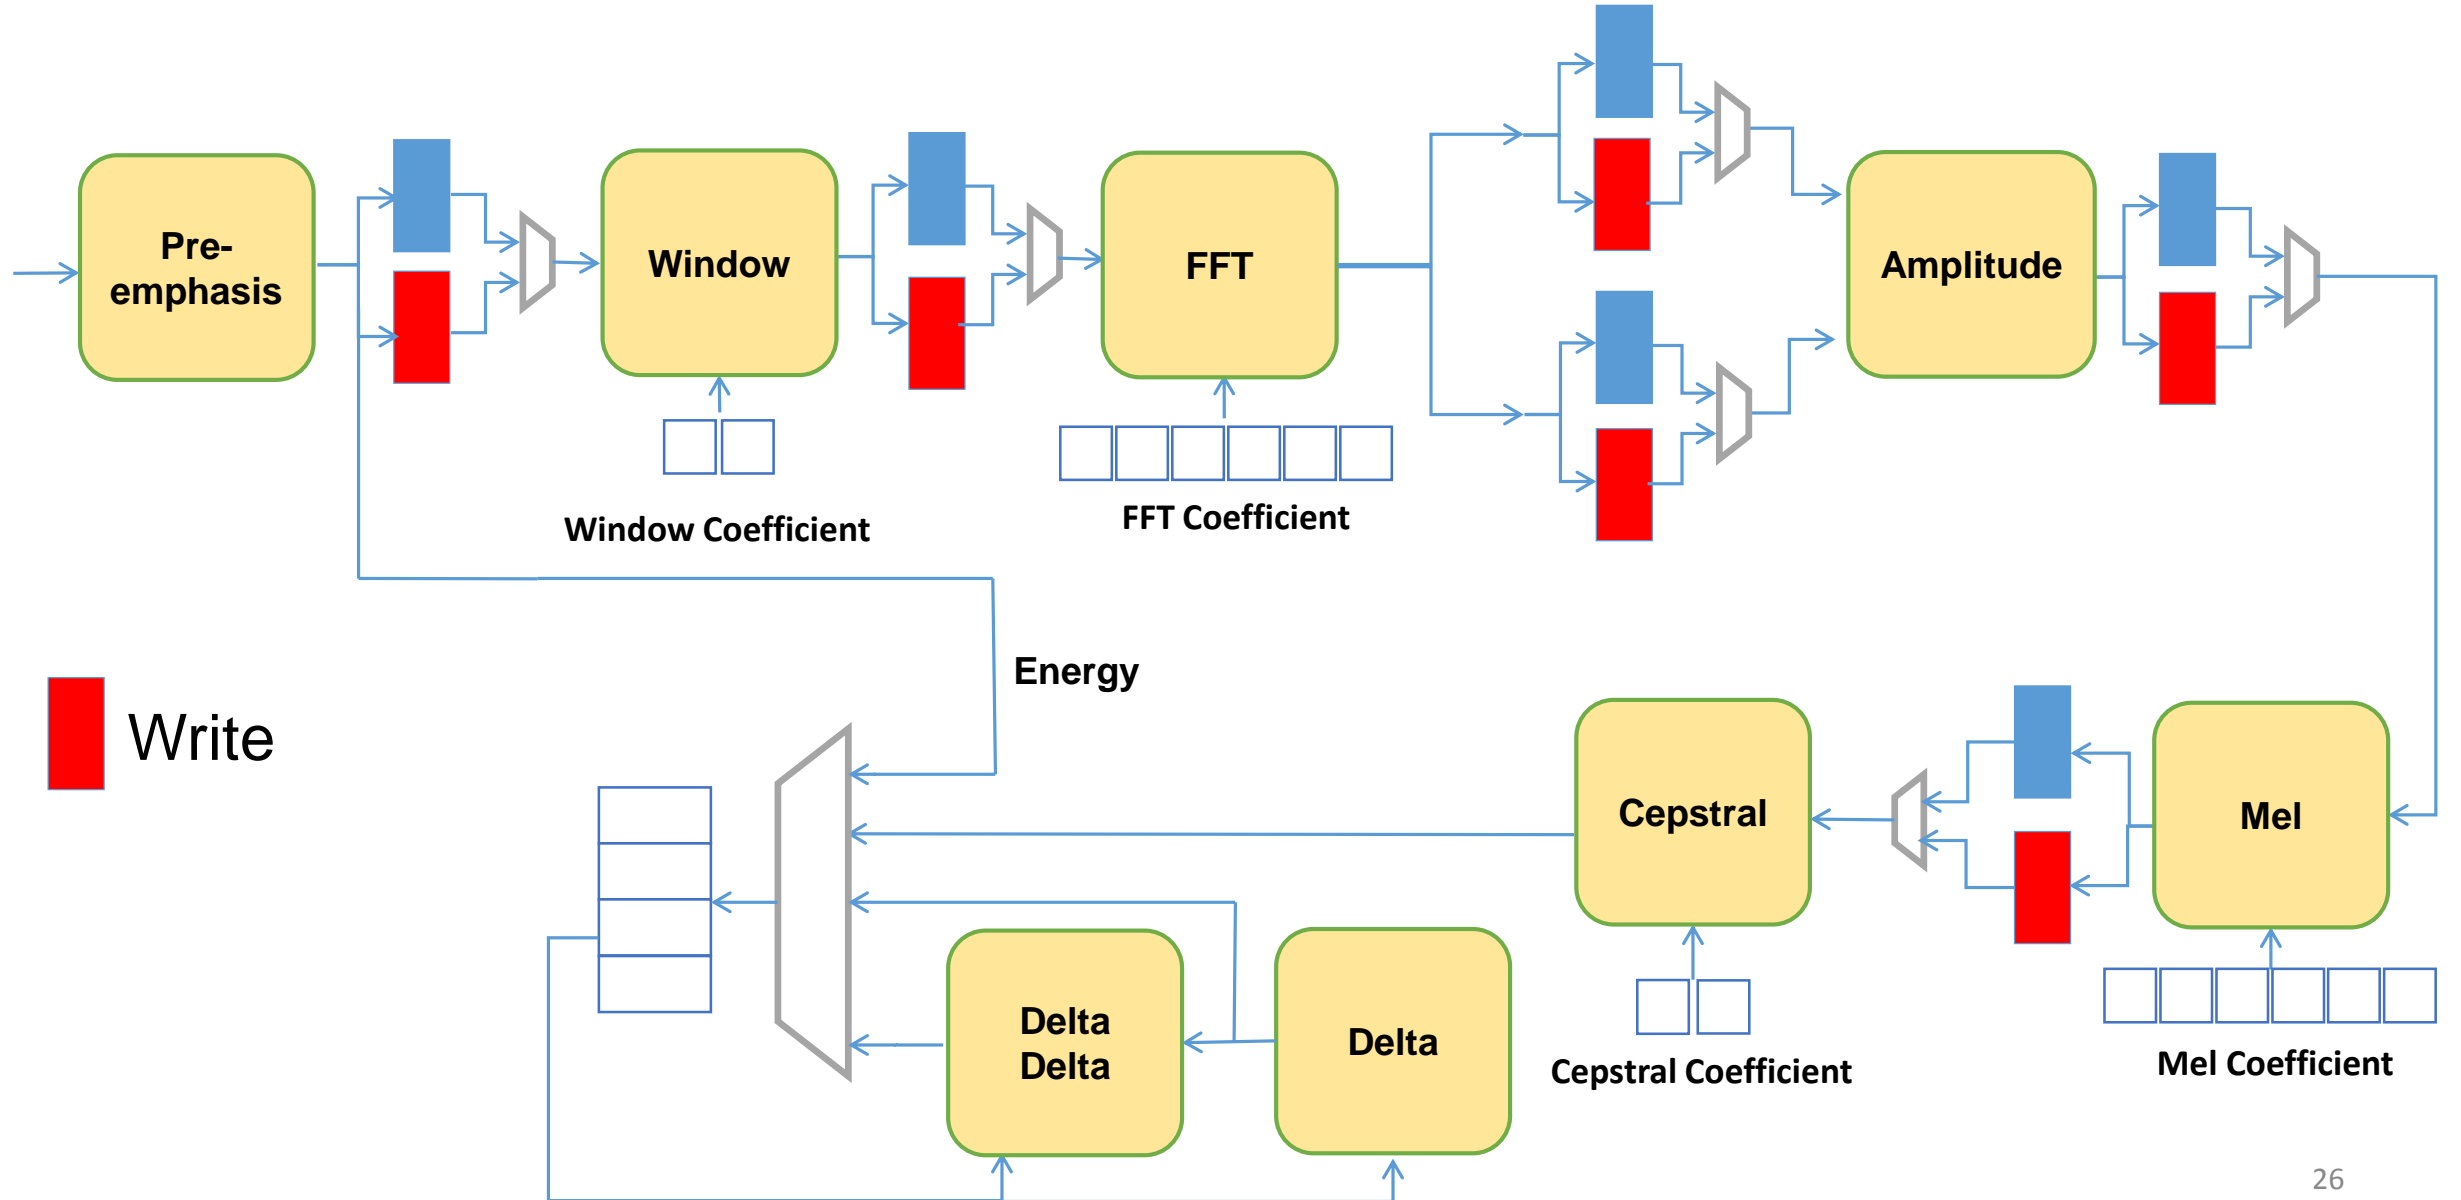 Pre-
emphasis
Window
FFT
Amplitude
Window Coefficient
FFT Coefficient
Energy
Write
Cepstral
Mel
Delta
Delta
Delta
Cepstral Coefficient
Mel Coefficient
26